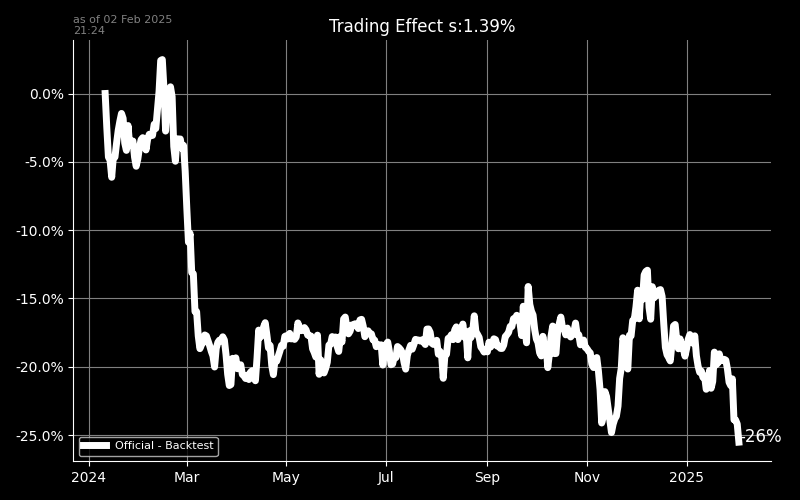 as of 02 Feb 2025
21:24
Trading Effect s:1.39%
0.0%
-5.0%
-10.0%
-15.0%
-20.0%
-25.0%
-26%
Official - Backtest
2024 Mar May Jul Sep Nov 2025